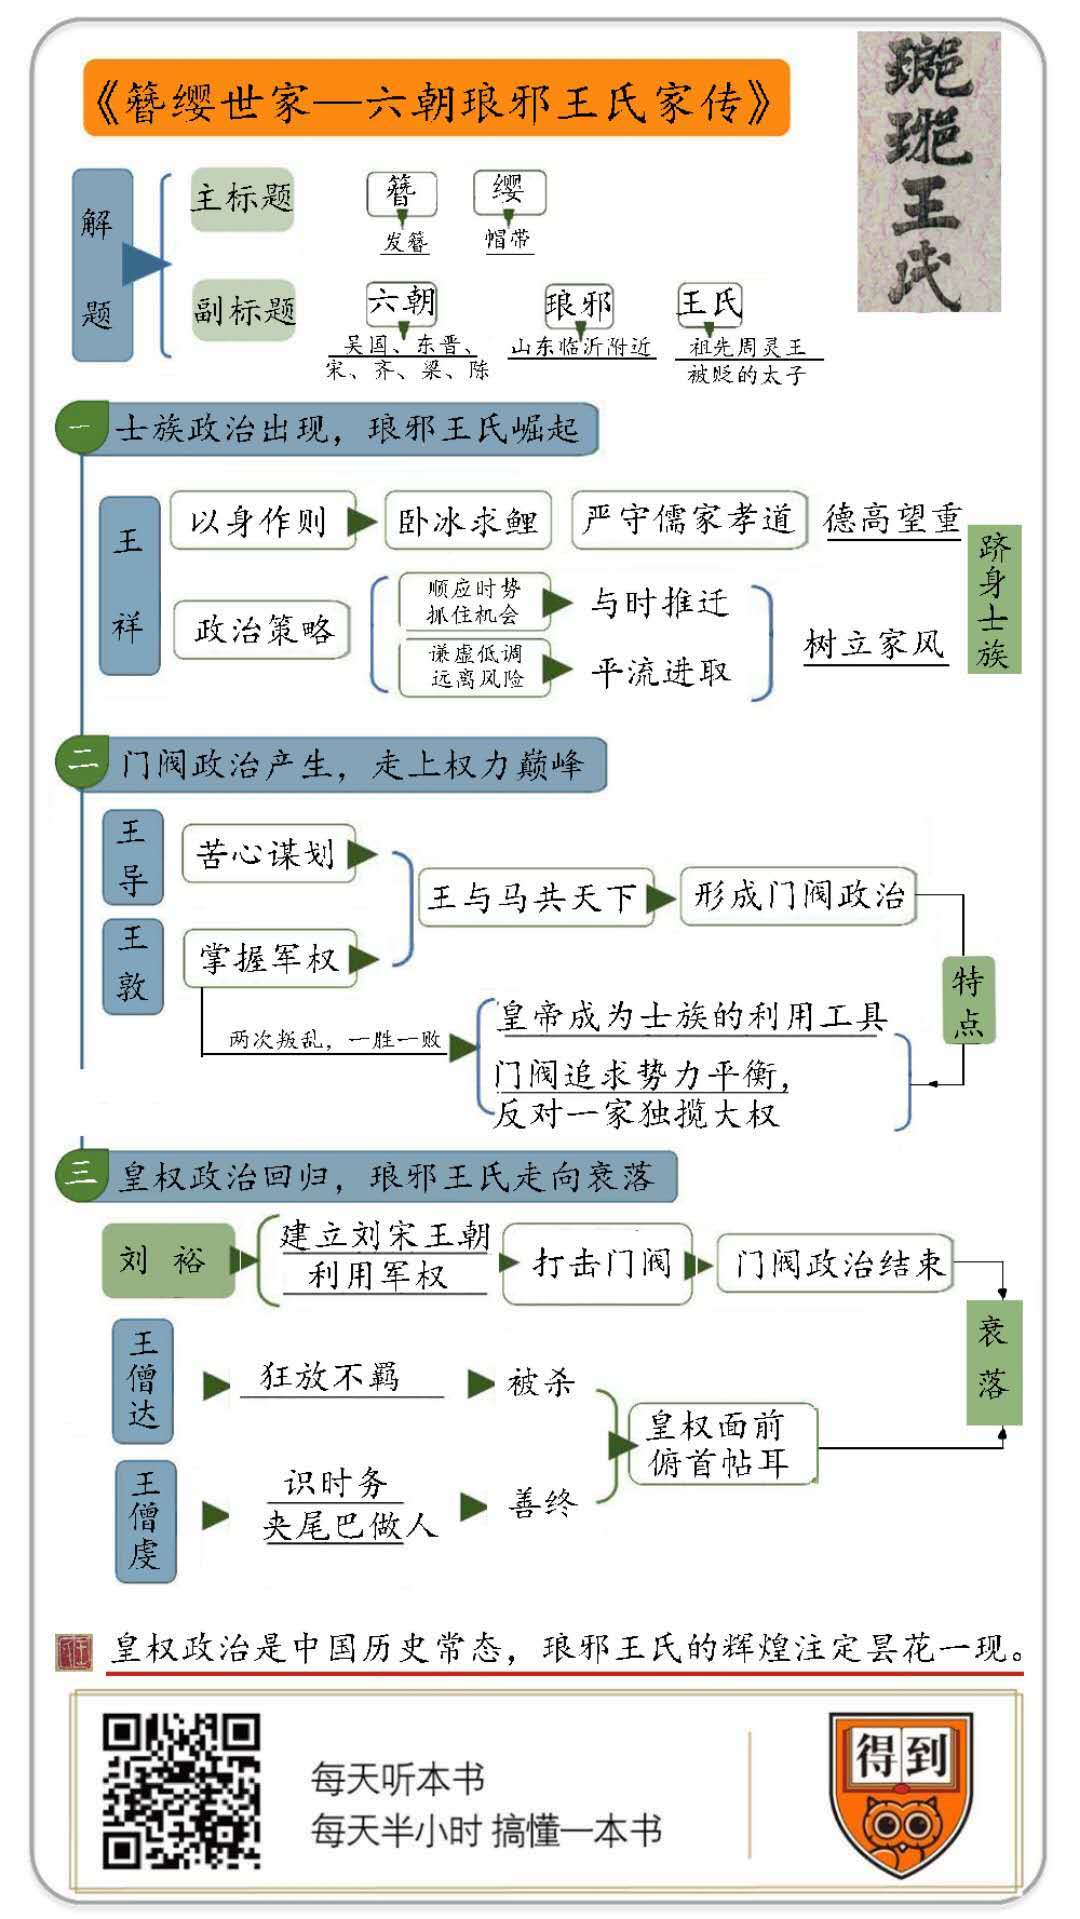 《簪缨世家—六朝琅邪王氏家传》
琅琊王氏
解题
主标题
簪
缨
发簪
帽带
副标题
六朝
琅邪
王氏
吴国、东晋、
宋、齐、梁、陈
山东临沂附近
祖先周灵王
被贬的太子
一
士族政治出现，琅邪王氏崛起
王祥
以身作则
卧冰求鲤
严守儒家孝道
德高望重
政治策略
顺应时势
抓住机会
与时推迁
谦虚低调
远离风险
平流进取
树立家风
跻身士族
二
门阀政治产生，走上权力巅峰
王导
苦心谋划
王敦
掌握军权
王与马共天下
形成门阀政治
特点
两次叛乱，一胜一败
皇帝成为士族的利用工具
门阀追求势力平衡，
反对一家独揽大权
三
皇权政治回归，琅邪王氏走向衰落
刘裕
建立刘宋王朝
利用军权
打击门阀
门阀政治结束
衰落
王僧达
狂放不羁
被杀
王僧虔
识时务
夹尾巴做人
善终
皇权面前
俯首帖耳
皇权政治是中国历史常态，琅邪王氏的辉煌注定昙花一现。
每天听本书
每天半小时 搞懂一本书
得到